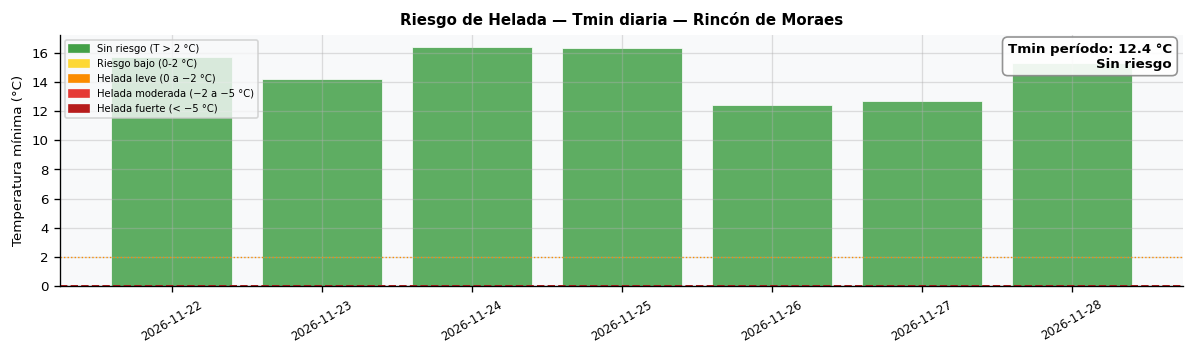 Riesgo de Helada — Tmin diaria — Rincón de Moraes
Temperatura mínima (°C)
16
14
12
10
8
6
4
2
0
Sin riesgo (T > 2 °C)
Riesgo bajo (0-2 °C)
Helada leve (0 a −2 °C)
Helada moderada (−2 a −5 °C)
Helada fuerte (< −5 °C)
Tmin período: 12.4 °C
Sin riesgo
2026-11-22
2026-11-23
2026-11-24
2026-11-25
2026-11-26
2026-11-27
2026-11-28